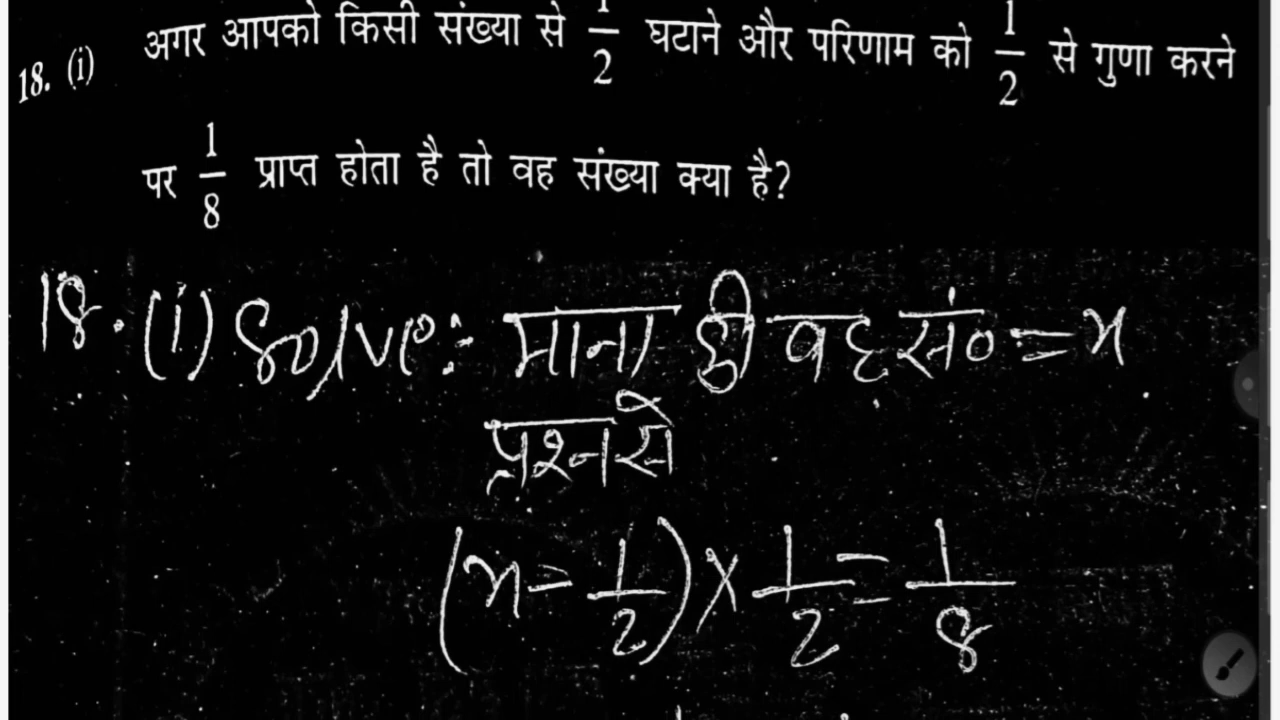 18. (i) अगर आपको किसी संख्या से 1/2 घटाने और परिणाम को 1/2 से गुणा करने
पर 1/8 प्राप्त होता है तो वह संख्या क्या है?
18. (i) Solve:- माना की वह सं० = x
प्रश्न से
(x - 1/2) × 1/2 = 1/8